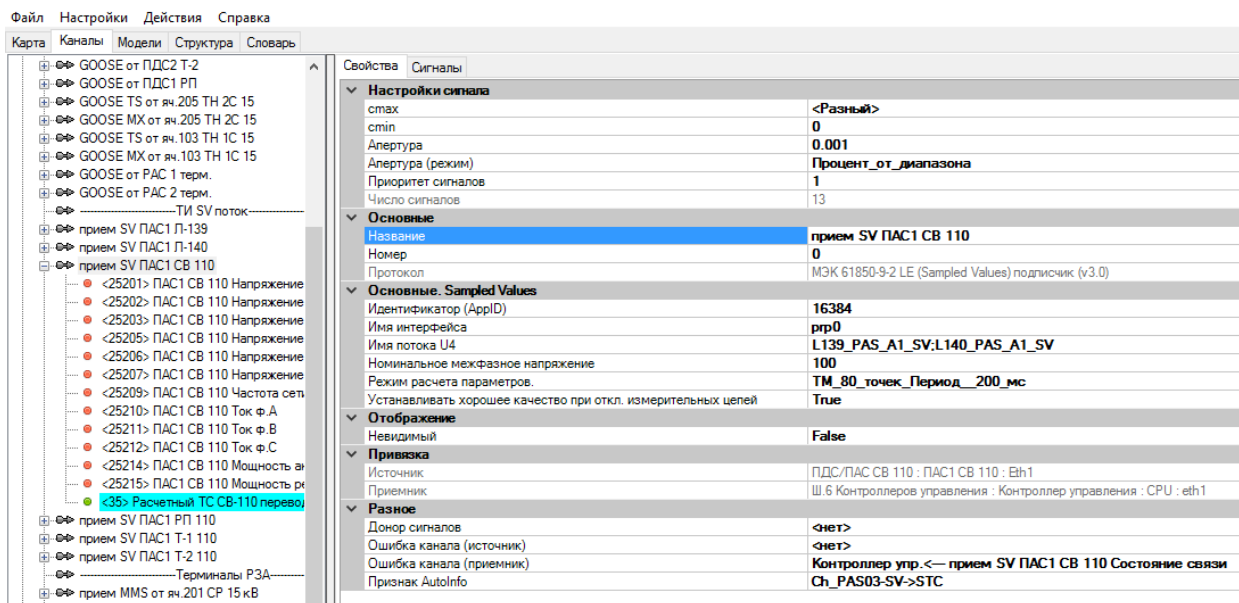 Файл Настройки Действия Справка
Карта Каналы Модели Структура Словарь
GOOSE от ПДС2 Т-2
GOOSE от ПДС1 РП
GOOSE TS от яч.205 ТН 2С 15
GOOSE MX от яч.205 ТН 2С 15
GOOSE TS от яч.103 ТН 1С 15
GOOSE MX от яч.103 ТН 1С 15
GOOSE от РАС 1 терм.
GOOSE от РАС 2 терм.
---------------------------ТИ SV поток---------------
прием SV ПАС1 Л-139
прием SV ПАС1 Л-140
прием SV ПАС1 СВ 110
<25201> ПАС1 СВ 110 Напряжение
<25202> ПАС1 СВ 110 Напряжение
<25203> ПАС1 СВ 110 Напряжение
<25205> ПАС1 СВ 110 Напряжение
<25206> ПАС1 СВ 110 Напряжение
<25207> ПАС1 СВ 110 Напряжение
<25209> ПАС1 СВ 110 Частота сети
<25210> ПАС1 СВ 110 Ток ф.А
<25211> ПАС1 СВ 110 Ток ф.В
<25212> ПАС1 СВ 110 Ток ф.С
<25214> ПАС1 СВ 110 Мощность ак
<25215> ПАС1 СВ 110 Мощность ре
<35> Расчетный ТС СВ-110 перевод
прием SV ПАС1 РП 110
прием SV ПАС1 Т-1 110
прием SV ПАС1 Т-2 110
---------------------------Терминалы РЗА----------
прием MMS от яч.201 СР 15 кВ
Свойства Сигналы
Настройки сигнала
cmax <Разный>
cmin 0
Апертура 0.001
Апертура (режим) Процент_от_диапазона
Приоритет сигналов 1
Число сигналов 13
Основные
Название прием SV ПАС1 СВ 110
Номер 0
Протокол МЭК 61850-9-2 LE (Sampled Values) подписчик (v3.0)
Основные. Sampled Values
Идентификатор (AppID) 16384
Имя интерфейса prp0
Имя потока U4 L139_PAS_A1_SV;L140_PAS_A1_SV
Номинальное межфазное напряжение 100
Режим расчета параметров. ТМ_80_точек_Период__200_мс
Устанавливать хорошее качество при откл. измерительных цепей True
Отображение
Невидимый False
Привязка
Источник ПДС/ПАС СВ 110 : ПАС1 СВ 110 : Eth1
Приемник Ш.6 Контроллеров управления : Контроллер управления : CPU : eth1
Разное
Донор сигналов <нет>
Ошибка канала (источник) <нет>
Ошибка канала (приемник) Контроллер упр.<— прием SV ПАС1 СВ 110 Состояние связи
Признак AutoInfo Ch_PAS03-SV->STC